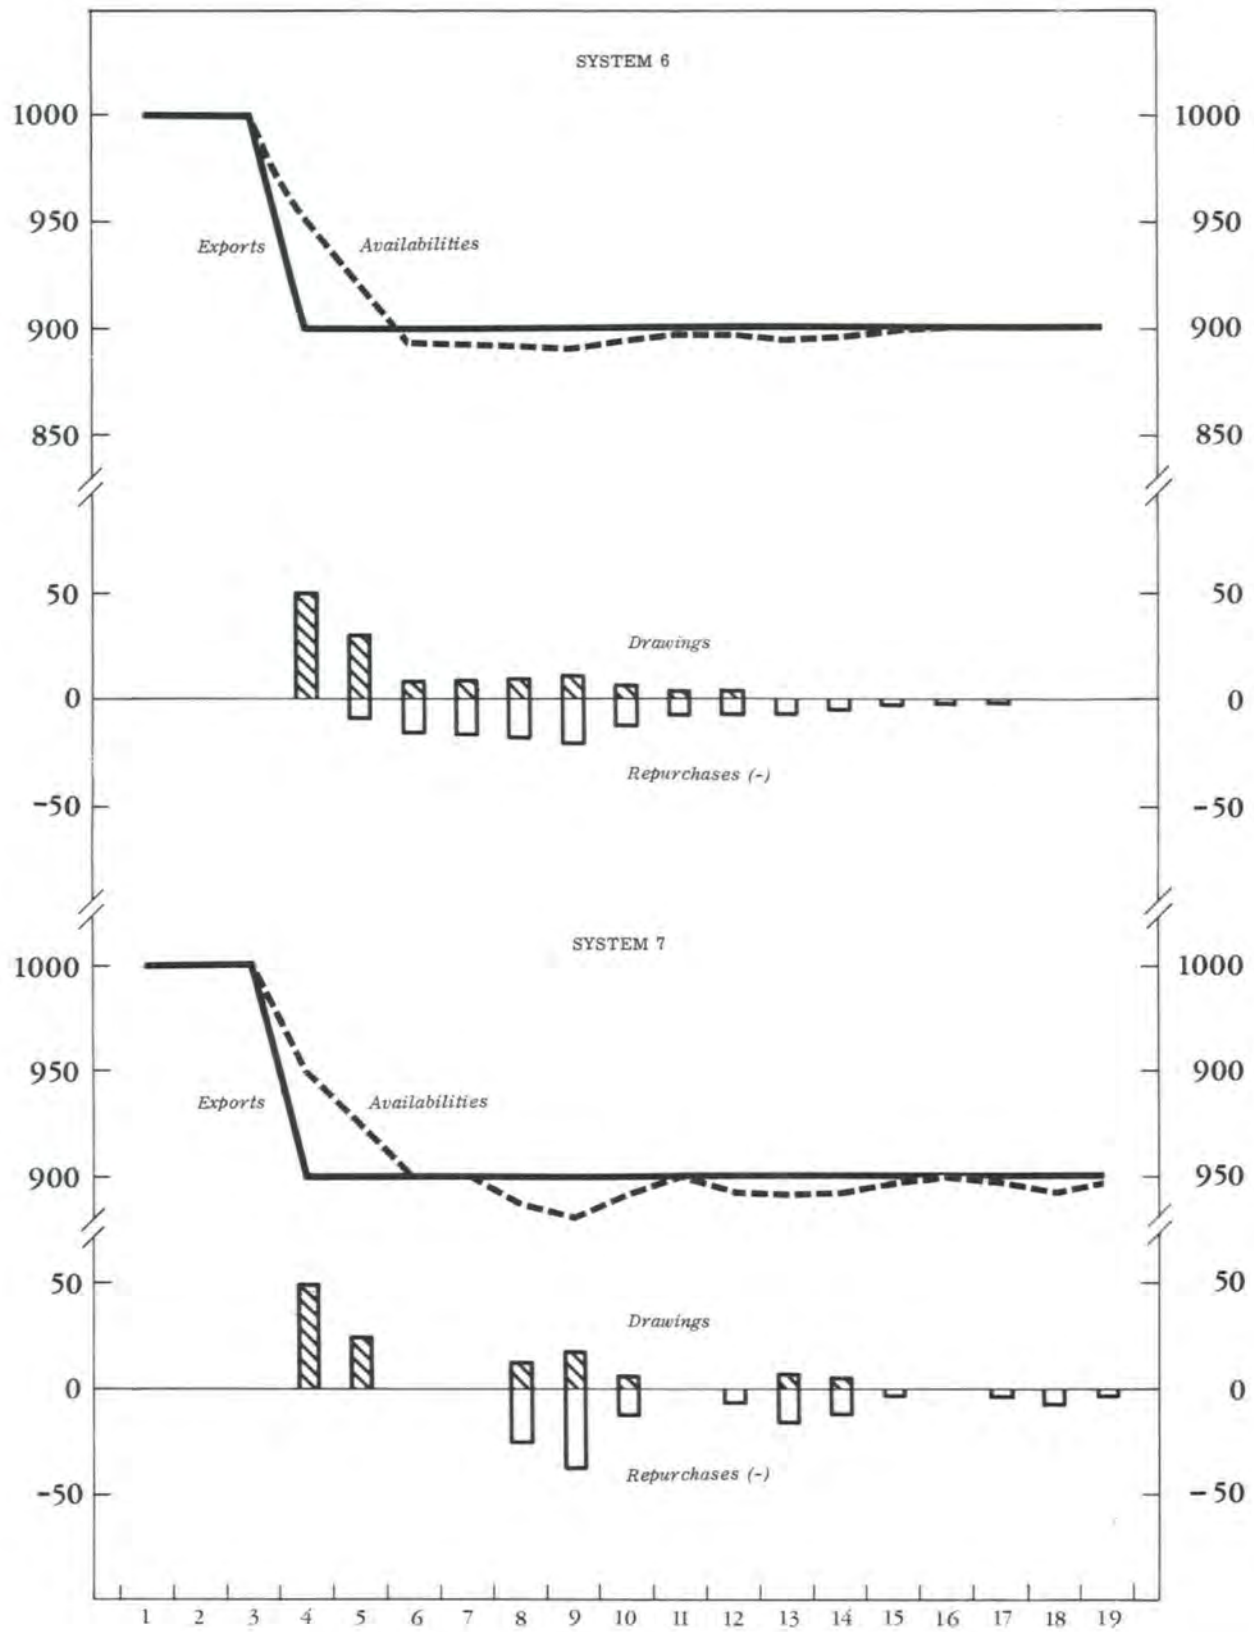 SYSTEM 6
1000 1000
950 950
Exports Availabilities
900 900
850 850
50 50
Drawings
0 0
Repurchases (-)
-50 -50
SYSTEM 7
1000 1000
950 900
Exports Availabilities
900 950
50 50
Drawings
0 0
Repurchases (-)
-50 -50
1 2 3 4 5 6 7 8 9 10 11 12 13 14 15 16 17 18 19